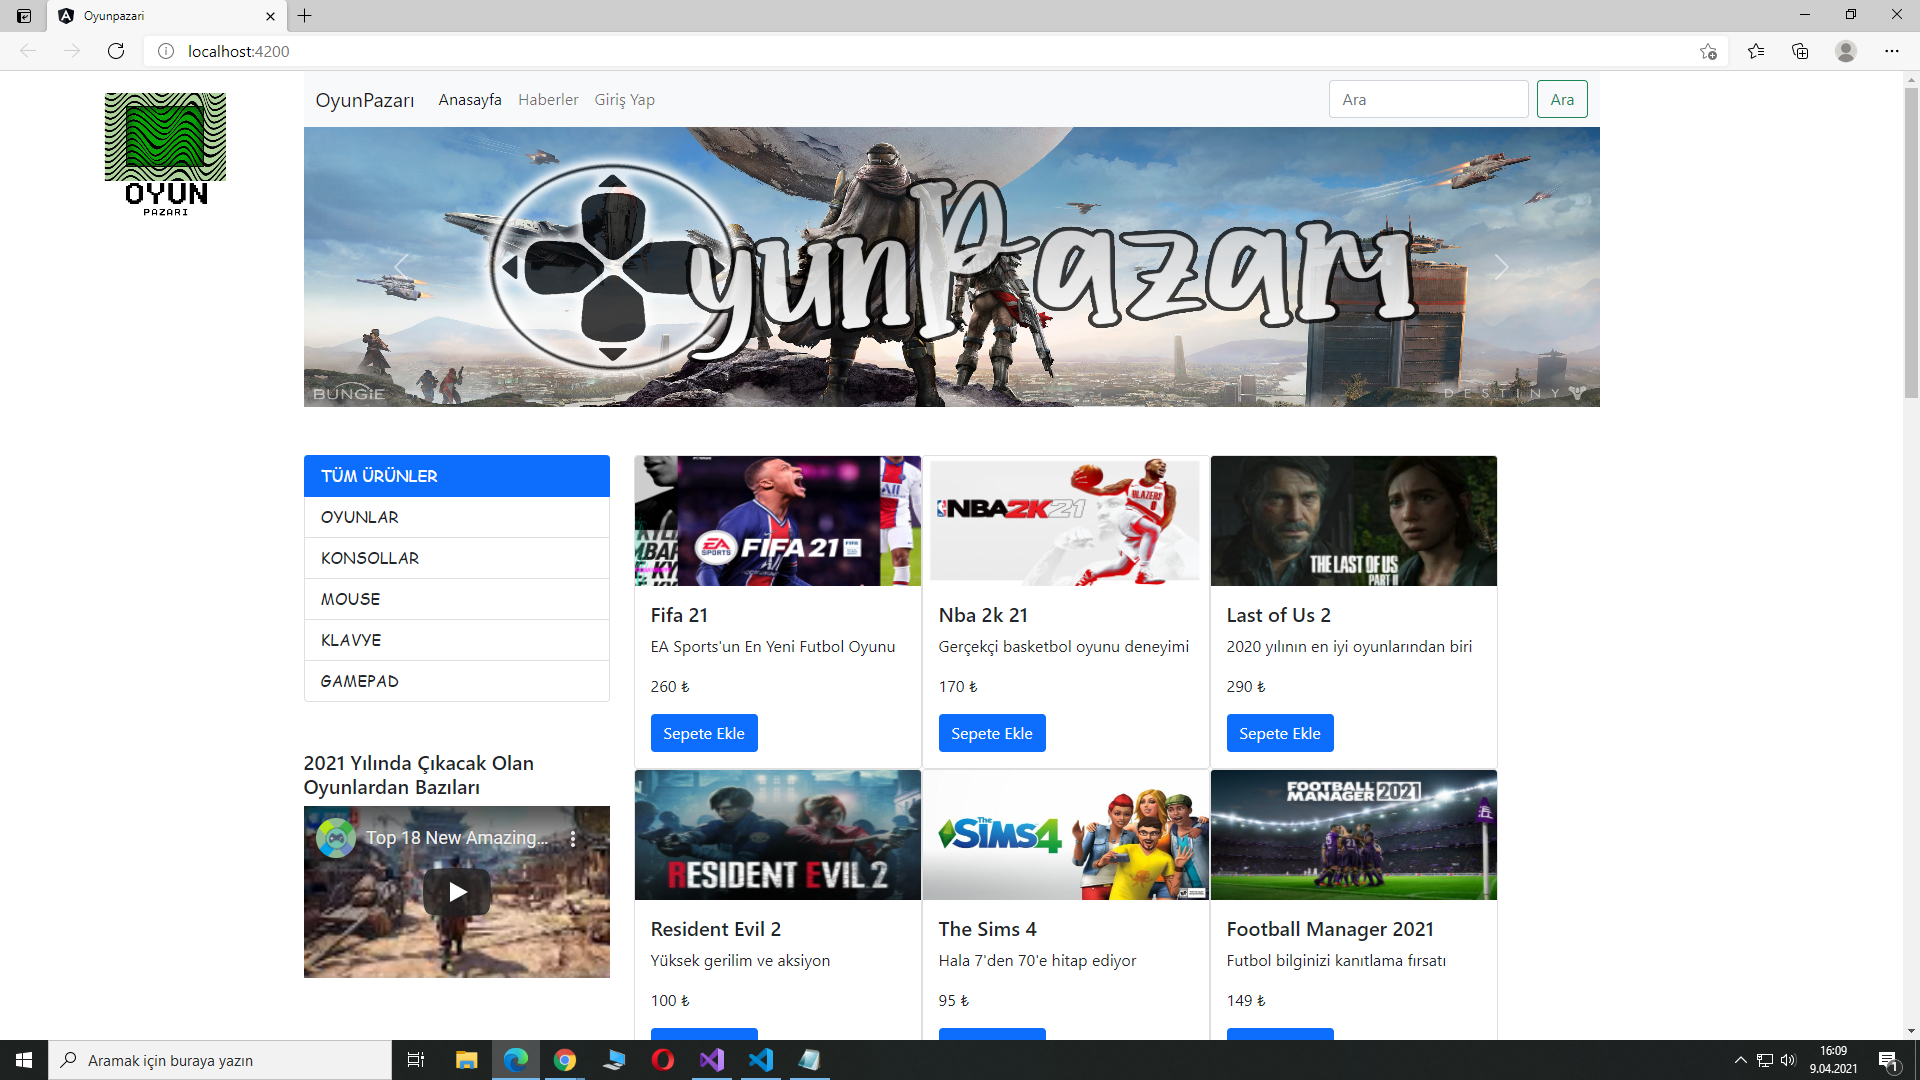 Oyunpazari
localhost:4200
OYUN
PAZARI
OyunPazarı Anasayfa Haberler Giriş Yap Ara Ara
yunPazarı
BUNGiE DESTINY
TÜM ÜRÜNLER
OYUNLAR
KONSOLLAR
MOUSE
KLAVYE
GAMEPAD
2021 Yılında Çıkacak Olan
Oyunlardan Bazıları
Top 18 New Amazing...
EA SPORTS FIFA 21
Fifa 21
EA Sports'un En Yeni Futbol Oyunu
260 ₺
Sepete Ekle
NBA2K21
BLAZERS
0
Nba 2k 21
Gerçekçi basketbol oyunu deneyimi
170 ₺
Sepete Ekle
THE LAST OF US
PART II
Last of Us 2
2020 yılının en iyi oyunlarından biri
290 ₺
Sepete Ekle
RESIDENT EVIL 2
Resident Evil 2
Yüksek gerilim ve aksiyon
100 ₺
The SIMS 4
The Sims 4
Hala 7'den 70'e hitap ediyor
95 ₺
FOOTBALL
MANAGER 2021
Football Manager 2021
Futbol bilginizi kanıtlama fırsatı
149 ₺
Aramak için buraya yazın
16:09
9.04.2021
1